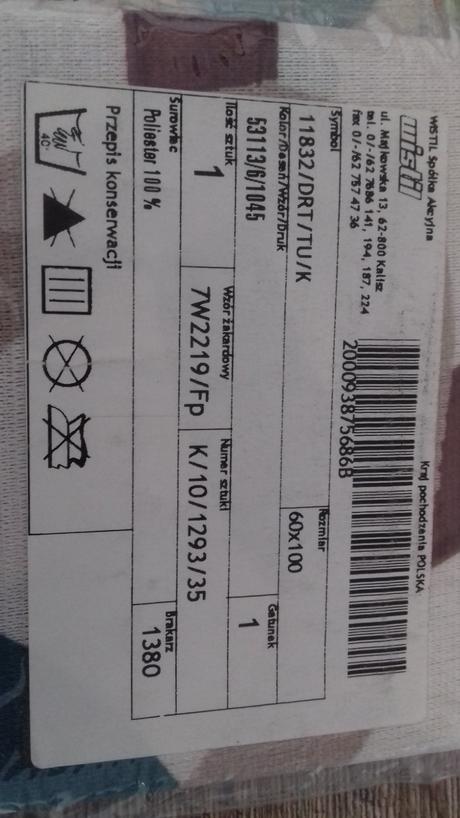 WISTIL Spółka Akcyjna
wistil
ul. Majkowska 13, 62-800 Kalisz
tel. 0/-/62 7686 141, 194, 187, 224
fax 0/-/62 757 47 36
Kraj pochodzenia POLSKA
200093875686B
Symbol
11832/DRT/TU/K
Rozmiar
60x100
Kolor/Deseń/Wzór/Druk
53113/6/1045
Gatunek
1
Ilość sztuk
1
Wzór żakardowy
7W2219/Fp
Numer sztuki
K/10/1293/35
Surowiec
Poliester 100 %
Brakarz
1380
Przepis konserwacji
40°